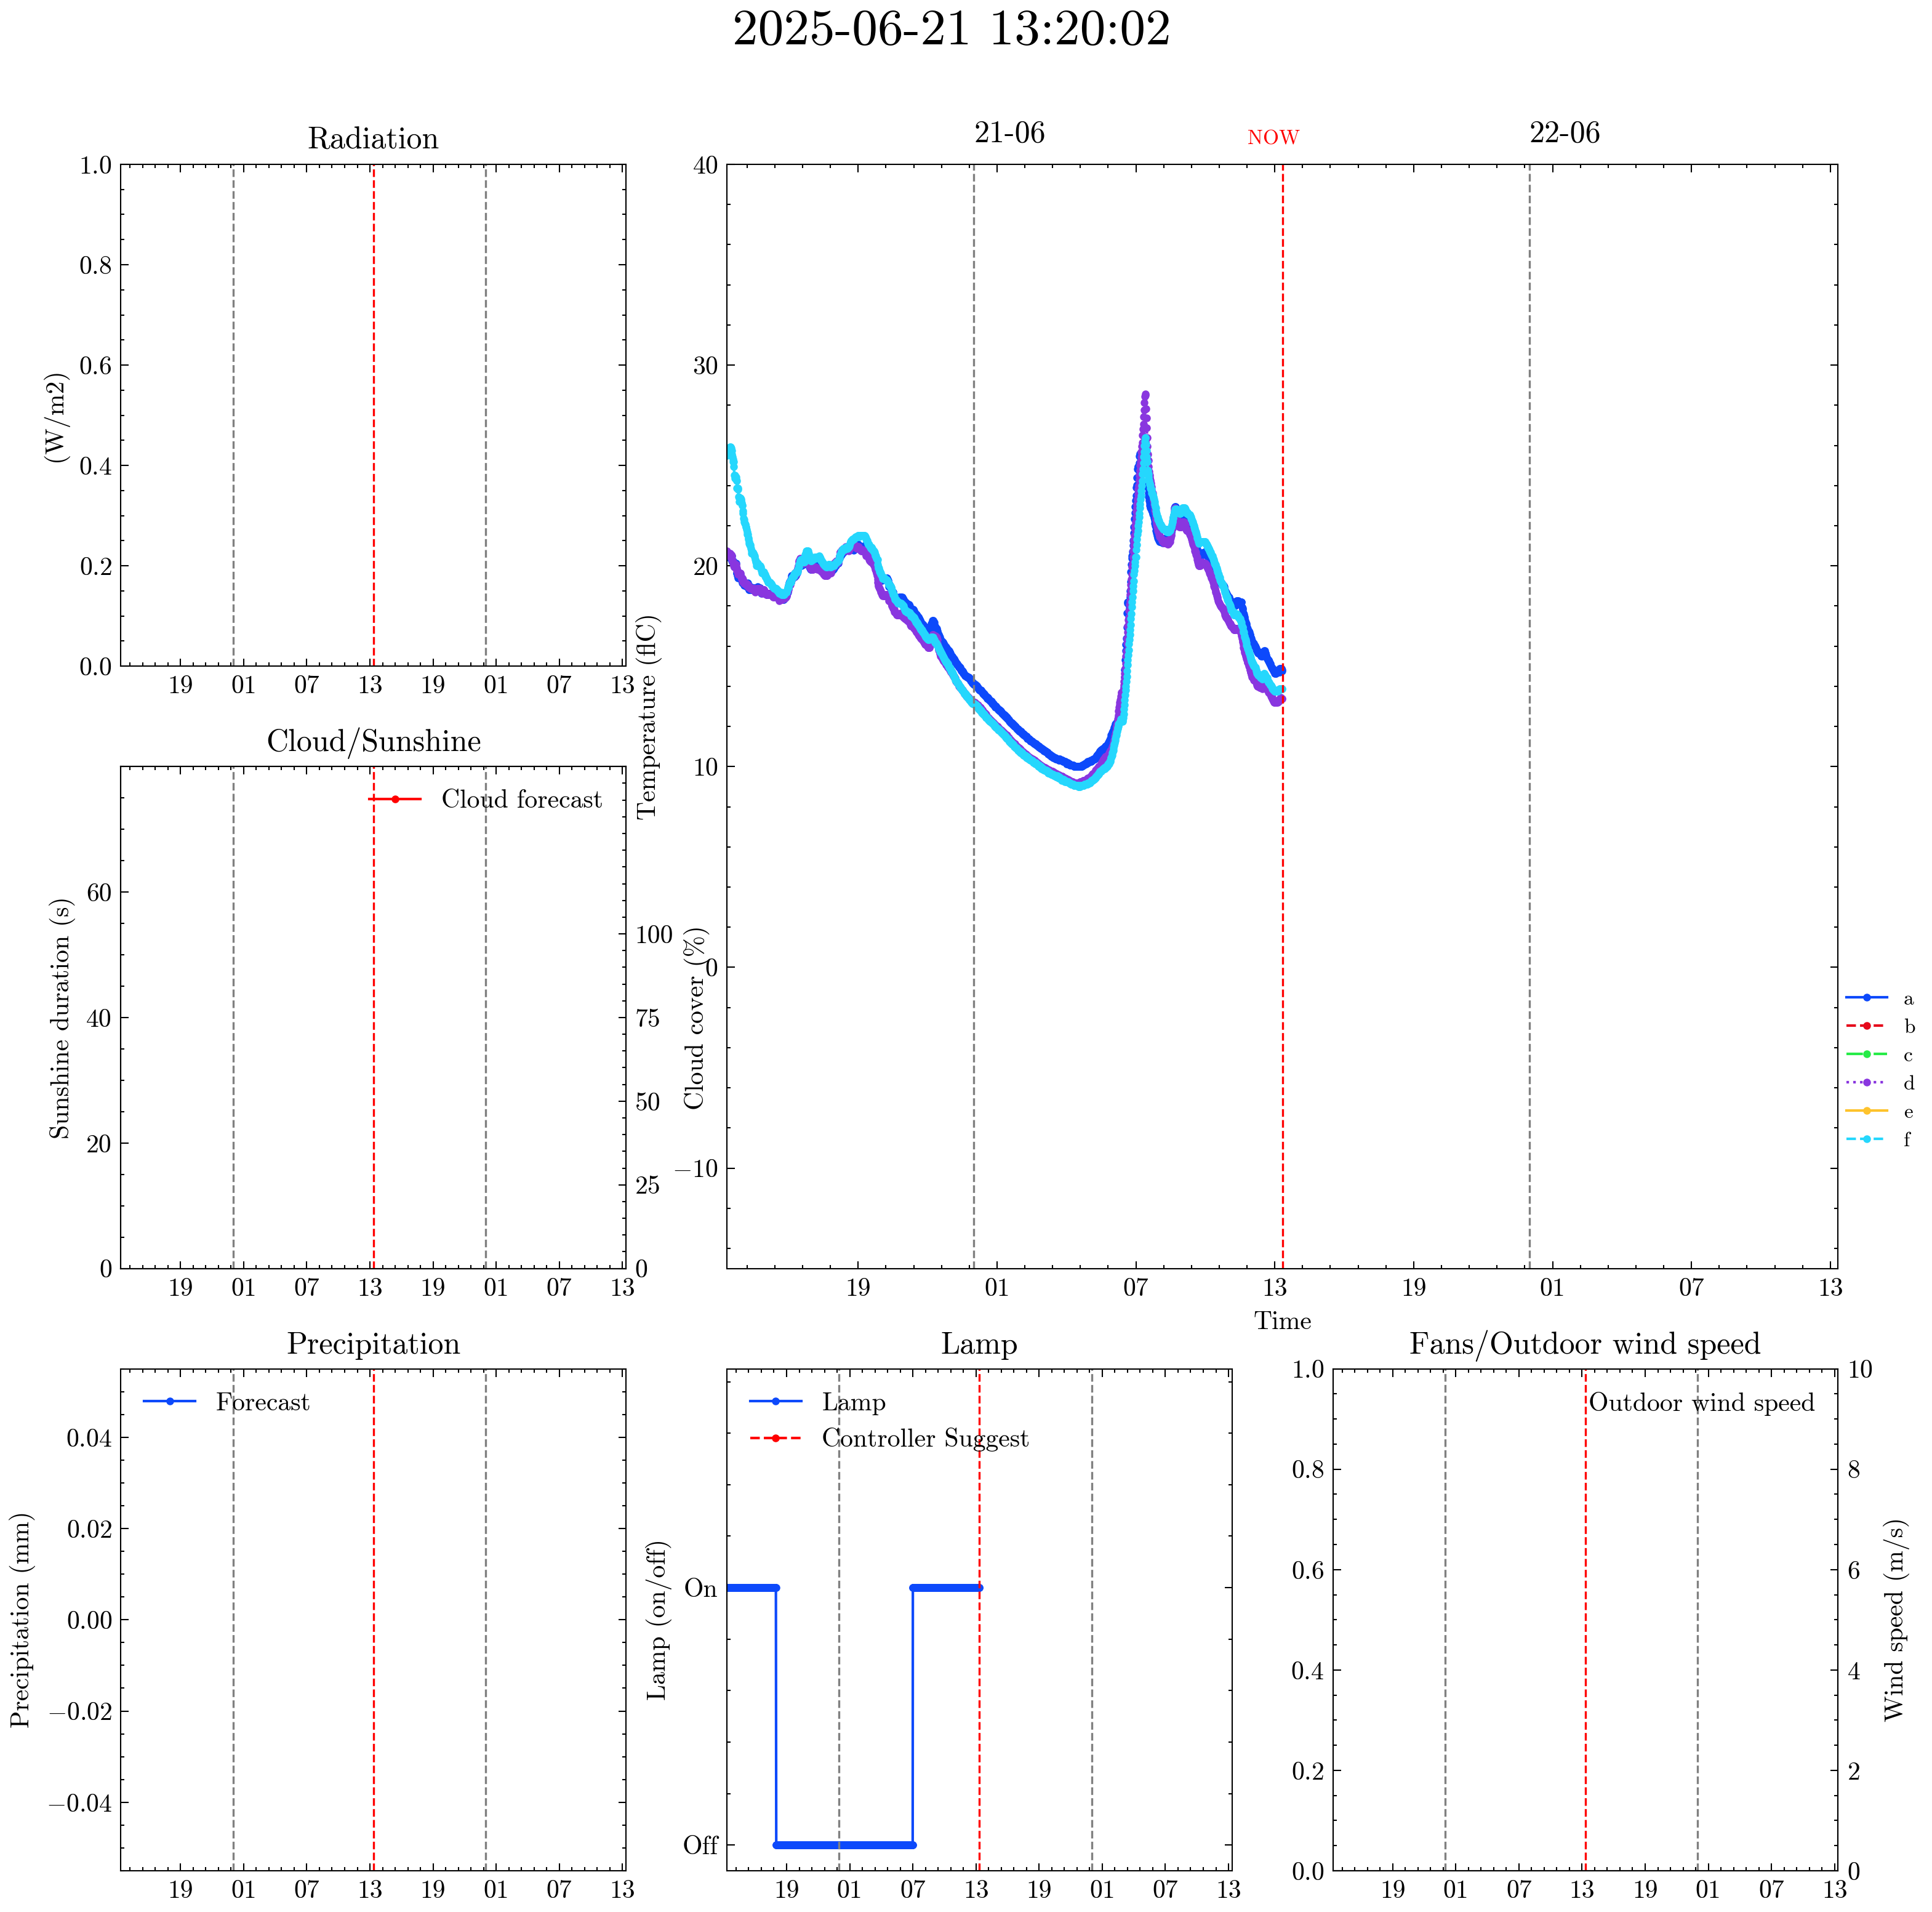 2025-06-21 13:20:02
Radiation
1.0
0.8
0.6
0.4
0.2
0.0
(W/m2)
19 01 07 13 19 01 07 13
21-06 NOW 22-06
40
30
20
10
0
−10
Temperature (flC)
19 01 07 13 19 01 07 13
Time
a
b
c
d
e
f
Cloud/Sunshine
Cloud forecast
60
40
20
0
Sunshine duration (s)
100
75
50
25
0
Cloud cover (%)
19 01 07 13 19 01 07 13
Precipitation
Forecast
0.04
0.02
0.00
−0.02
−0.04
Precipitation (mm)
19 01 07 13 19 01 07 13
Lamp
Lamp
Controller Suggest
On
Off
Lamp (on/off)
19 01 07 13 19 01 07 13
Fans/Outdoor wind speed
Outdoor wind speed
1.0
0.8
0.6
0.4
0.2
0.0
10
8
6
4
2
0
Wind speed (m/s)
19 01 07 13 19 01 07 13